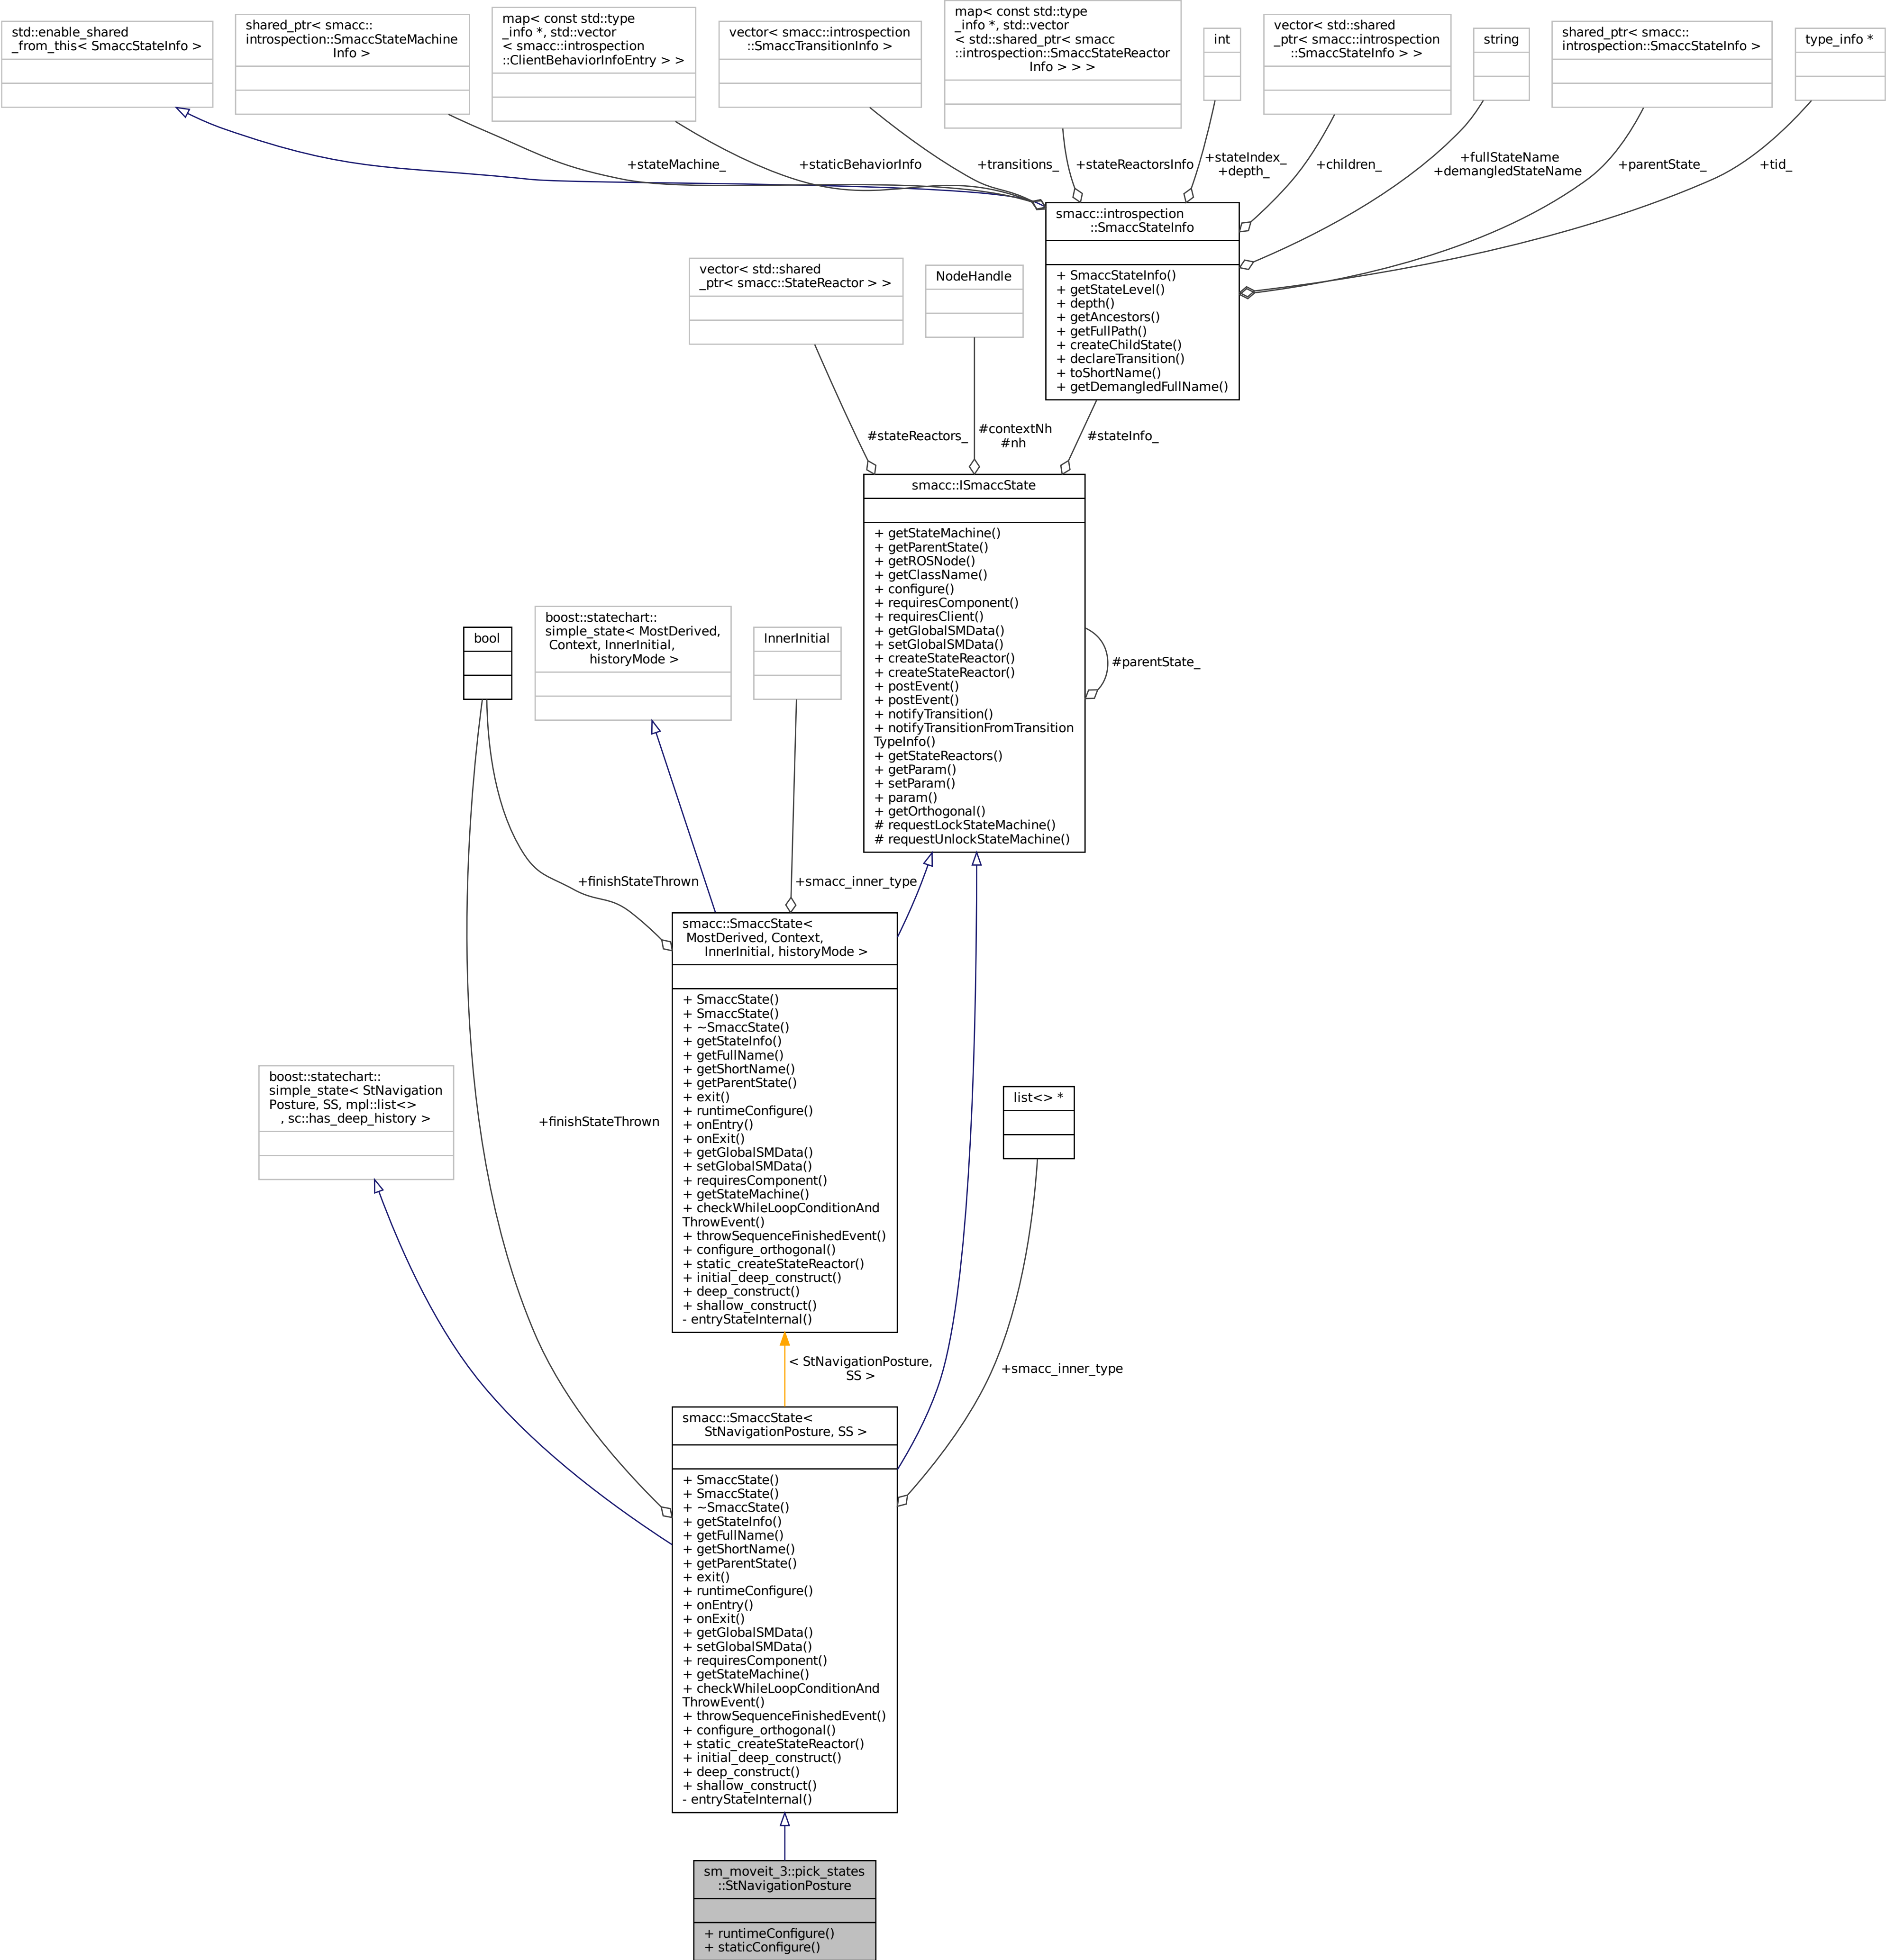 std::enable_shared
_from_this< SmaccStateInfo >
shared_ptr< smacc::
introspection::SmaccStateMachine
Info >
map< const std::type
_info *, std::vector
< smacc::introspection
::ClientBehaviorInfoEntry > >
vector< smacc::introspection
::SmaccTransitionInfo >
map< const std::type
_info *, std::vector
< std::shared_ptr< smacc
::introspection::SmaccStateReactor
Info > > >
int
vector< std::shared
_ptr< smacc::introspection
::SmaccStateInfo > >
string
shared_ptr< smacc::
introspection::SmaccStateInfo >
type_info *
+stateMachine_
+staticBehaviorInfo
+transitions_
+stateReactorsInfo
+stateIndex_
+depth_
+children_
+fullStateName
+demangledStateName
+parentState_
+tid_
smacc::introspection
::SmaccStateInfo
+ SmaccStateInfo()
+ getStateLevel()
+ depth()
+ getAncestors()
+ getFullPath()
+ createChildState()
+ declareTransition()
+ toShortName()
+ getDemangledFullName()
vector< std::shared
_ptr< smacc::StateReactor > >
NodeHandle
#stateReactors_
#contextNh
#nh
#stateInfo_
smacc::ISmaccState
+ getStateMachine()
+ getParentState()
+ getROSNode()
+ getClassName()
+ configure()
+ requiresComponent()
+ requiresClient()
+ getGlobalSMData()
+ setGlobalSMData()
+ createStateReactor()
+ createStateReactor()
+ postEvent()
+ postEvent()
+ notifyTransition()
+ notifyTransitionFromTransition
TypeInfo()
+ getStateReactors()
+ getParam()
+ setParam()
+ param()
+ getOrthogonal()
# requestLockStateMachine()
# requestUnlockStateMachine()
#parentState_
bool
boost::statechart::
simple_state< MostDerived,
Context, InnerInitial,
historyMode >
InnerInitial
+finishStateThrown
+smacc_inner_type
smacc::SmaccState<
MostDerived, Context,
InnerInitial, historyMode >
+ SmaccState()
+ SmaccState()
+ ~SmaccState()
+ getStateInfo()
+ getFullName()
+ getShortName()
+ getParentState()
+ exit()
+ runtimeConfigure()
+ onEntry()
+ onExit()
+ getGlobalSMData()
+ setGlobalSMData()
+ requiresComponent()
+ getStateMachine()
+ checkWhileLoopConditionAnd
ThrowEvent()
+ throwSequenceFinishedEvent()
+ configure_orthogonal()
+ static_createStateReactor()
+ initial_deep_construct()
+ deep_construct()
+ shallow_construct()
- entryStateInternal()
boost::statechart::
simple_state< StNavigation
Posture, SS, mpl::list<>
, sc::has_deep_history >
+finishStateThrown
list<> *
< StNavigationPosture,
SS >
+smacc_inner_type
smacc::SmaccState<
StNavigationPosture, SS >
+ SmaccState()
+ SmaccState()
+ ~SmaccState()
+ getStateInfo()
+ getFullName()
+ getShortName()
+ getParentState()
+ exit()
+ runtimeConfigure()
+ onEntry()
+ onExit()
+ getGlobalSMData()
+ setGlobalSMData()
+ requiresComponent()
+ getStateMachine()
+ checkWhileLoopConditionAnd
ThrowEvent()
+ throwSequenceFinishedEvent()
+ configure_orthogonal()
+ static_createStateReactor()
+ initial_deep_construct()
+ deep_construct()
+ shallow_construct()
- entryStateInternal()
sm_moveit_3::pick_states
::StNavigationPosture
+ runtimeConfigure()
+ staticConfigure()